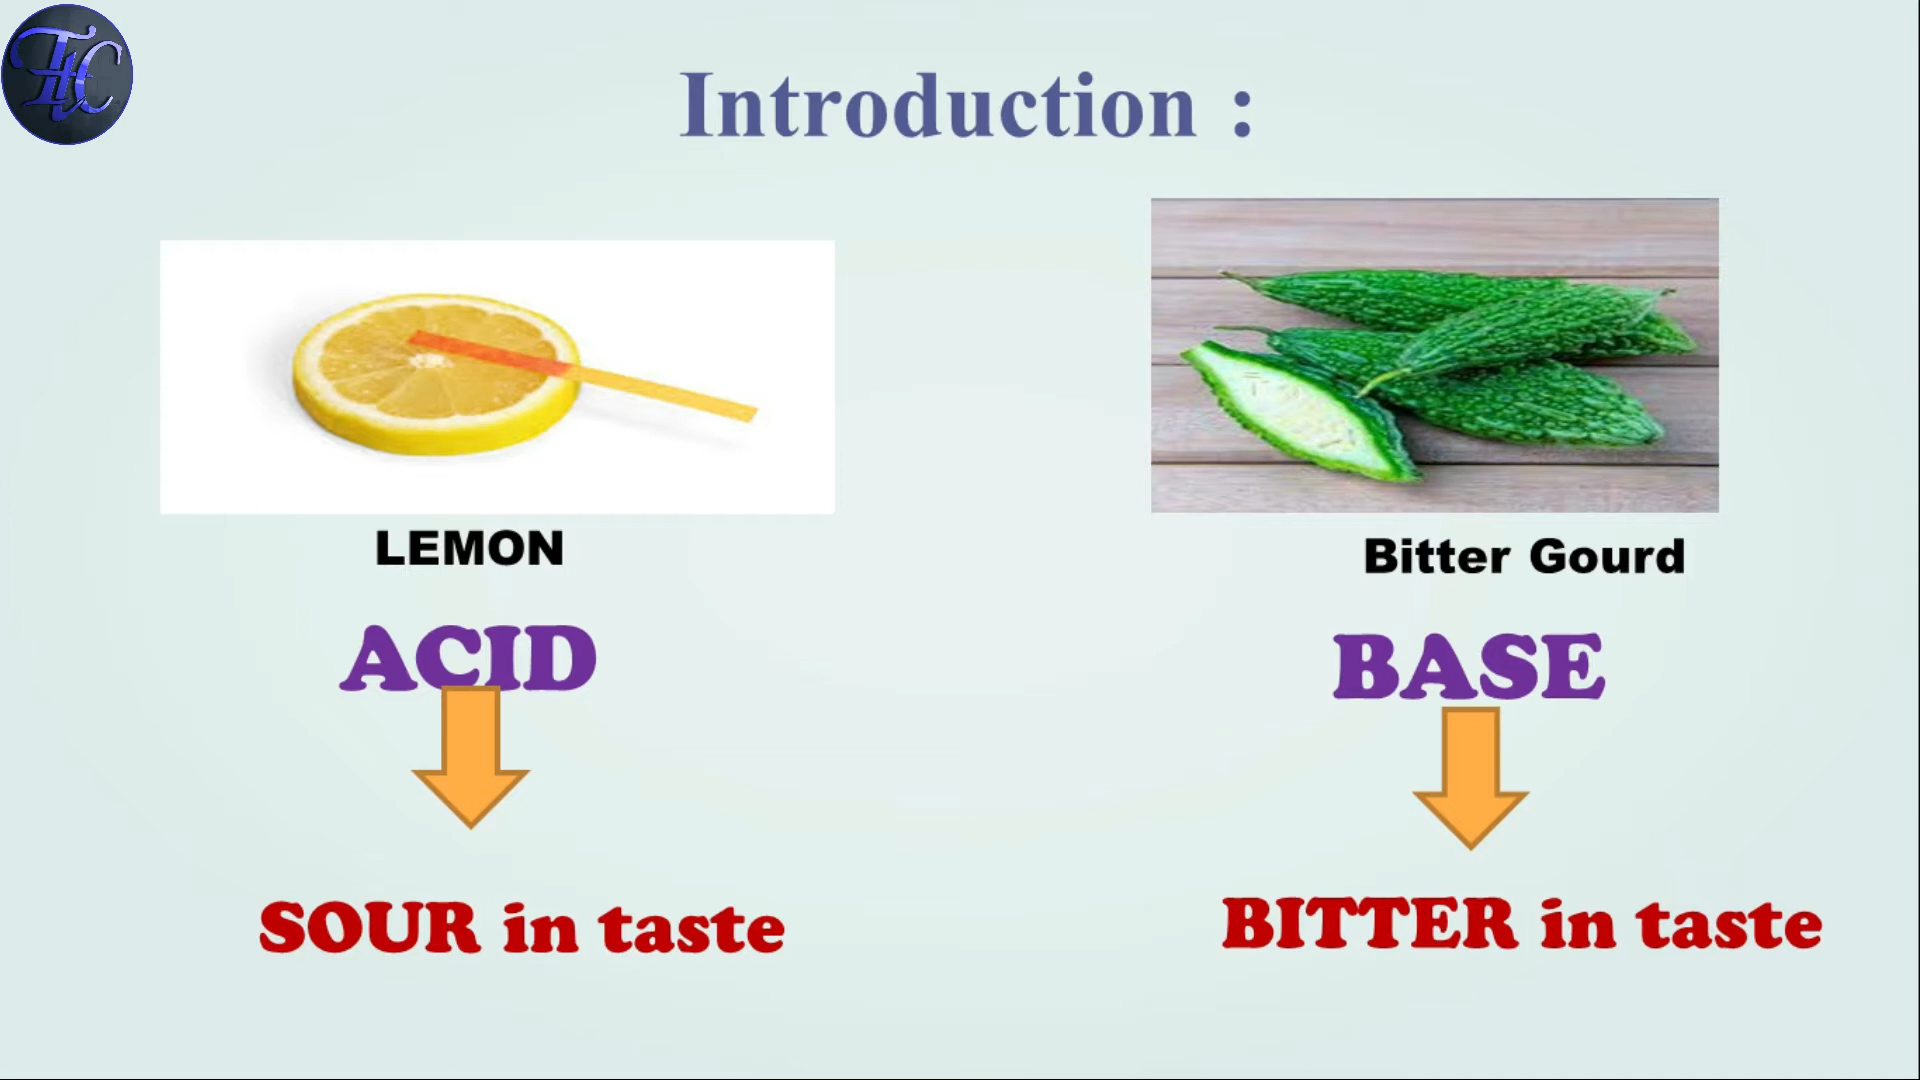 Introduction :
LEMON
ACID
SOUR in taste
Bitter Gourd
BASE
BITTER in taste